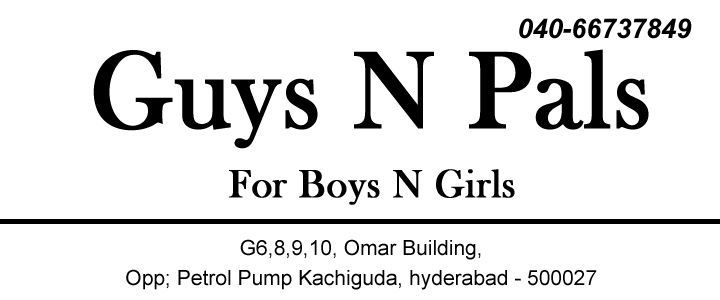 040-66737849
Guys N Pals
For Boys N Girls
G6,8,9,10, Omar Building,
Opp; Petrol Pump Kachiguda, hyderabad - 500027